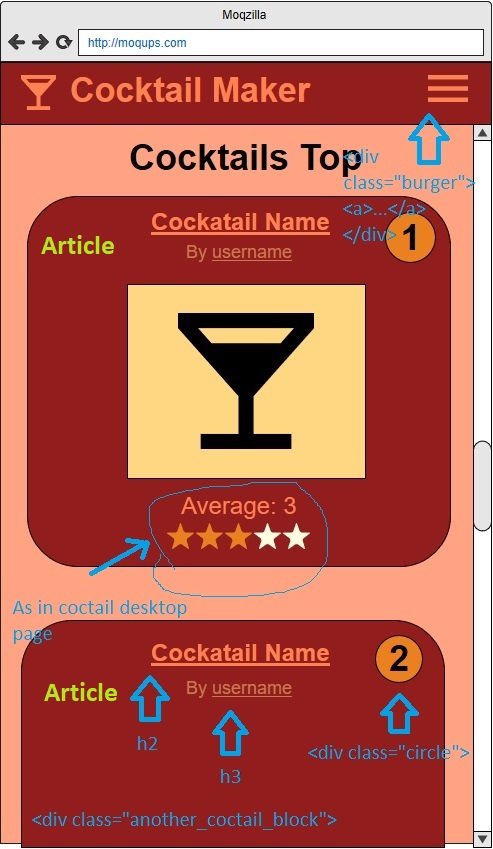 Moqzilla
http://moqups.com
Cocktail Maker
Cocktails Top
<div
class="burger">
<a>...</a>
</div>
Cockatail Name
Article
By username
1
Average: 3
As in coctail desktop
page
Cockatail Name
2
Article
By username
h2
h3
<div class="circle">
<div class="another_coctail_block">